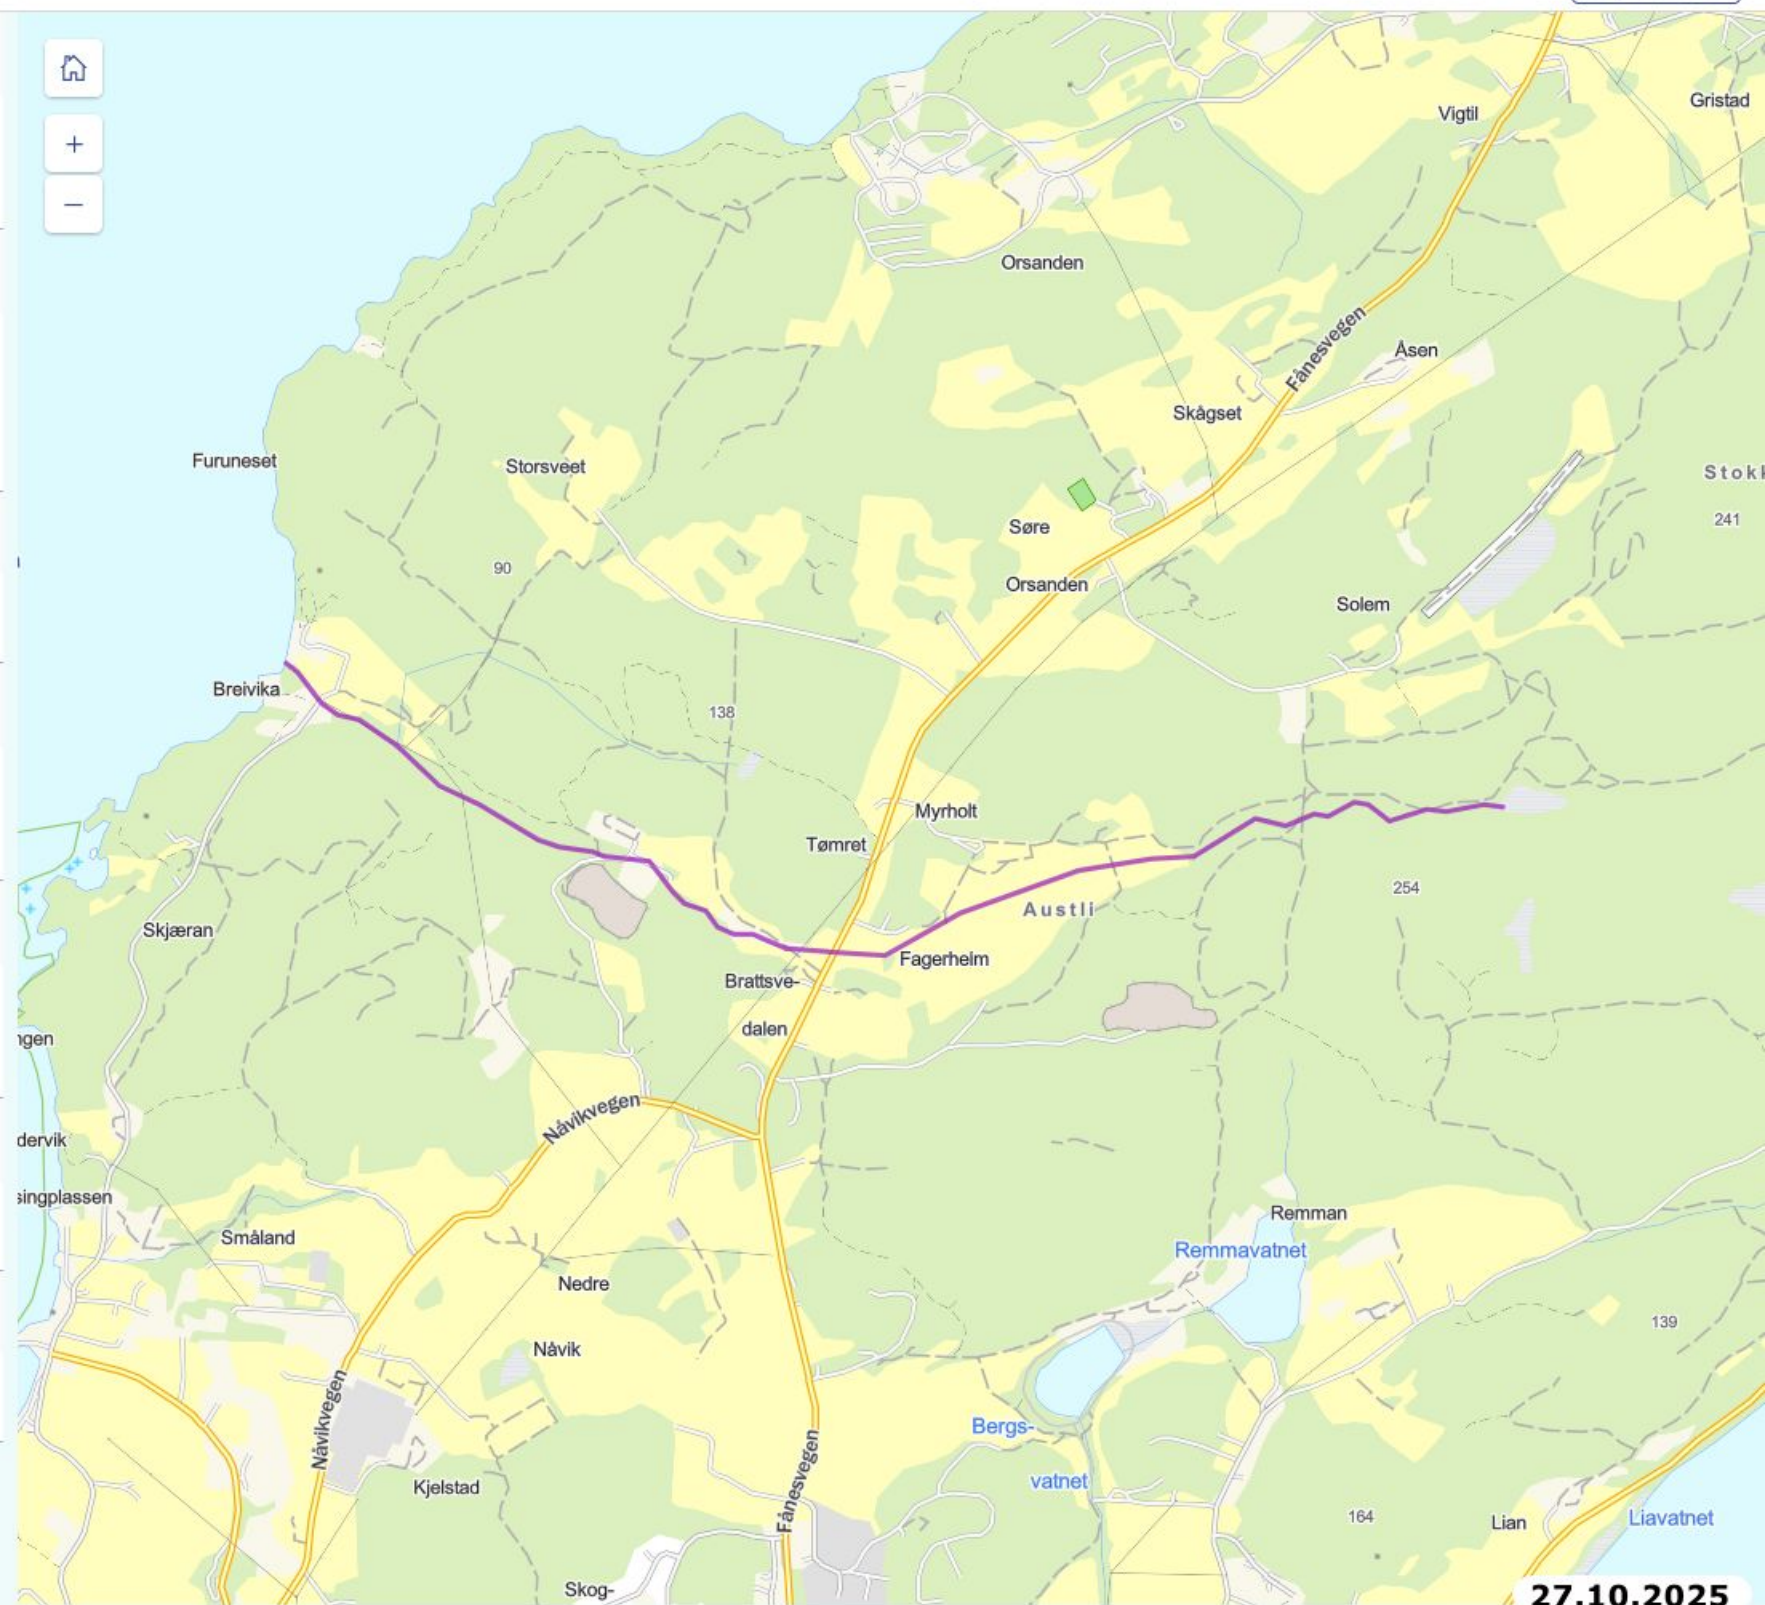 Gristad
Vigtil
Orsanden
Fånesvegen
Åsen
Skågset
Furuneset
Storsveet
Stokk
241
Søre
Orsanden
90
Solem
Breivika
138
Myrholt
Tømret
254
Austli
Skjæran
Fagerhelm
Brattsve-
dalen
ngen
Nåvikvegen
dervik
singplassen
Remman
Småland
Remmavatnet
Nedre
Nåvik
139
Nåvikvegen
Bergs-
vatnet
Kjelstad
Fånesvegen
164
Lian
Liavatnet
Skog-
27.10.2025